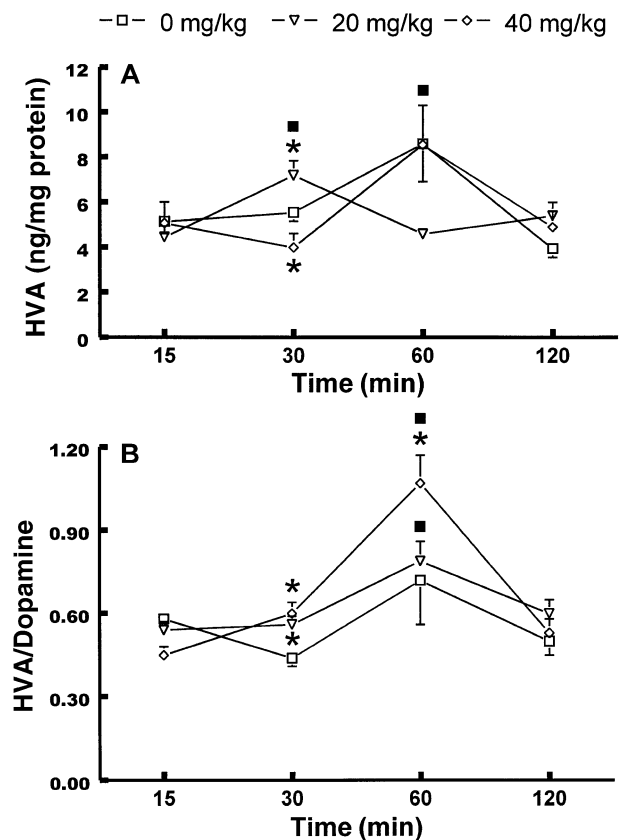 0 mg/kg 20 mg/kg 40 mg/kg
A
HVA (ng/mg protein)
12
10
8
6
4
2
0
*
*
15 30 60 120
Time (min)
B
HVA/Dopamine
1.20
0.90
0.60
0.30
0.00
*
*
*
15 30 60 120
Time (min)